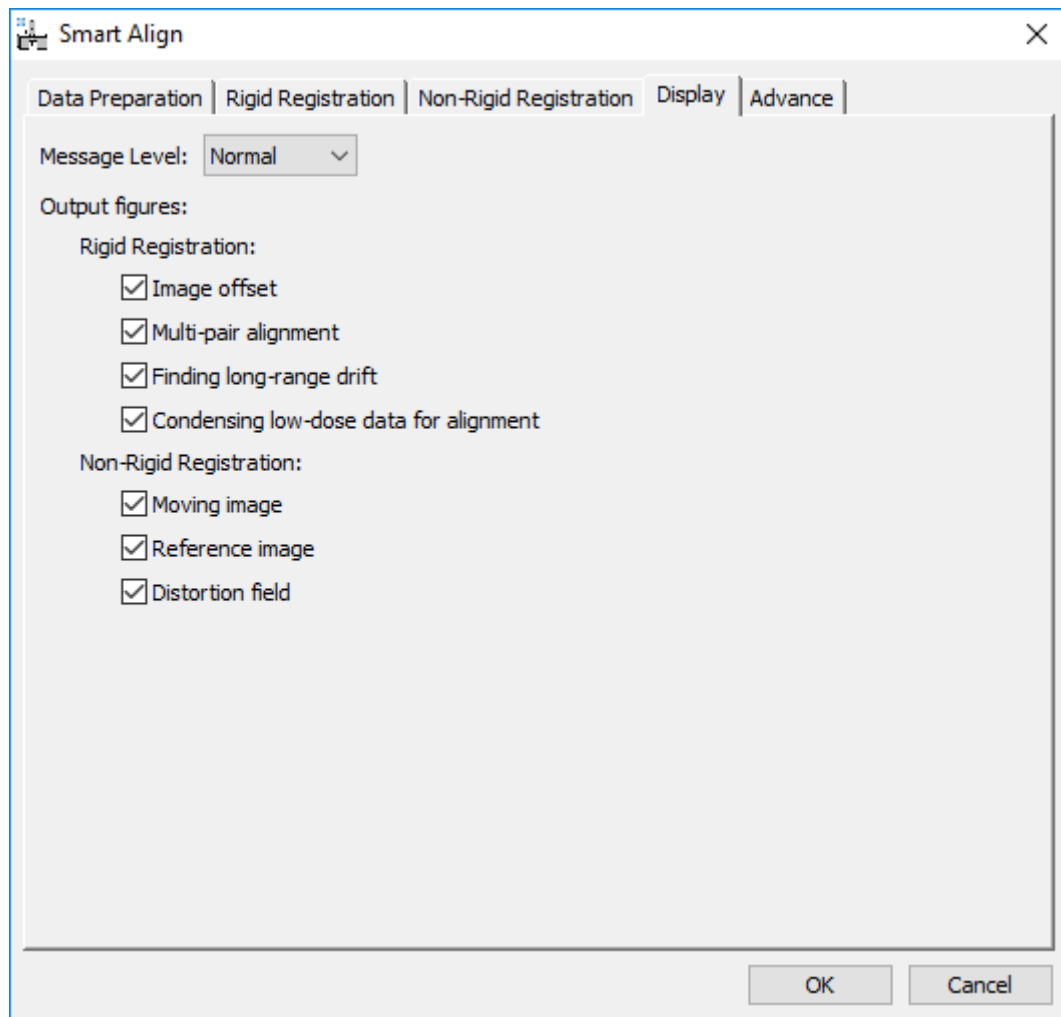 Smart Align
Data Preparation Rigid Registration Non-Rigid Registration Display Advance
Message Level: Normal
Output figures:
Rigid Registration:
Image offset
Multi-pair alignment
Finding long-range drift
Condensing low-dose data for alignment
Non-Rigid Registration:
Moving image
Reference image
Distortion field
OK Cancel